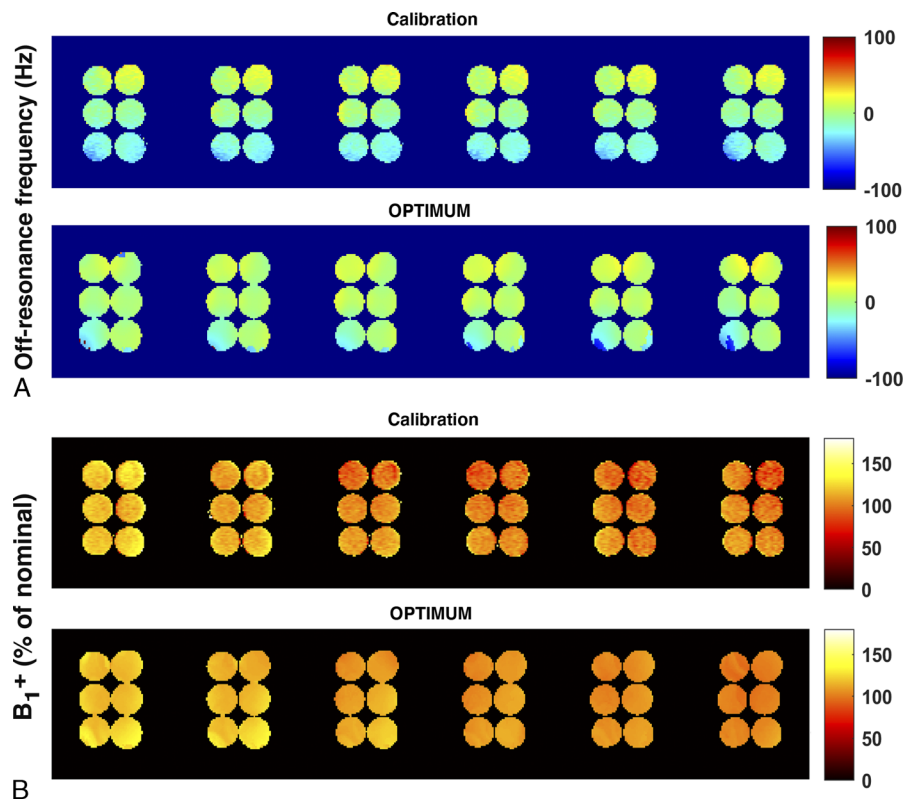 Calibration
Off-resonance frequency (Hz)
100
0
-100
OPTIMUM
100
0
-100
A
Calibration
B1+ (% of nominal)
150
100
50
0
OPTIMUM
150
100
50
0
B